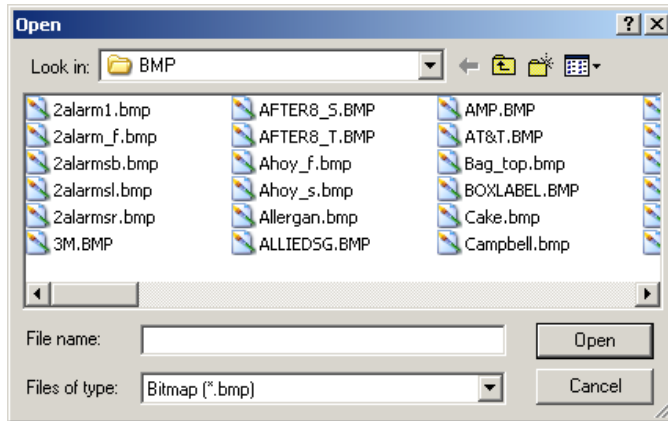 Open
Look in: BMP
2alarm1.bmp
2alarm_f.bmp
2alarmsb.bmp
2alarmsl.bmp
2alarmsr.bmp
3M.BMP
AFTER8_S.BMP
AFTER8_T.BMP
Ahoy_f.bmp
Ahoy_s.bmp
Allergan.bmp
ALLIEDSG.BMP
AMP.BMP
AT&T.BMP
Bag_top.bmp
BOXLABEL.BMP
Cake.bmp
Campbell.bmp
File name:
Open
Files of type: Bitmap (*.bmp)
Cancel